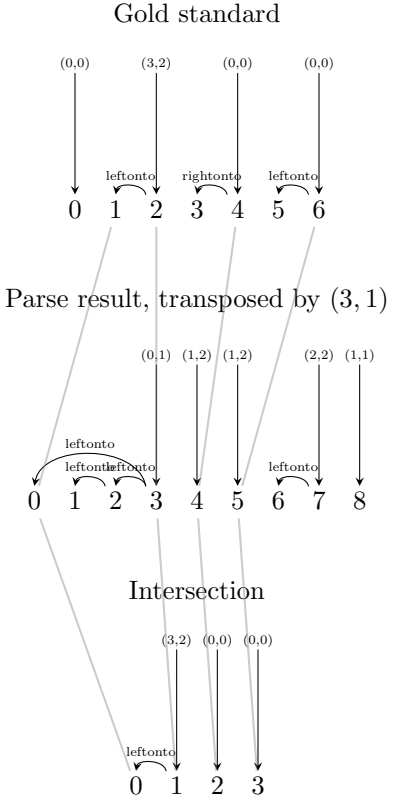 Gold standard
(0,0) (3,2) (0,0) (0,0)
leftonto rightonto leftonto
0 1 2 3 4 5 6
Parse result, transposed by (3, 1)
(0,1) (1,2) (1,2) (2,2) (1,1)
leftonto
leftonto leftonto leftonto
0 1 2 3 4 5 6 7 8
Intersection
(3,2) (0,0) (0,0)
leftonto
0 1 2 3